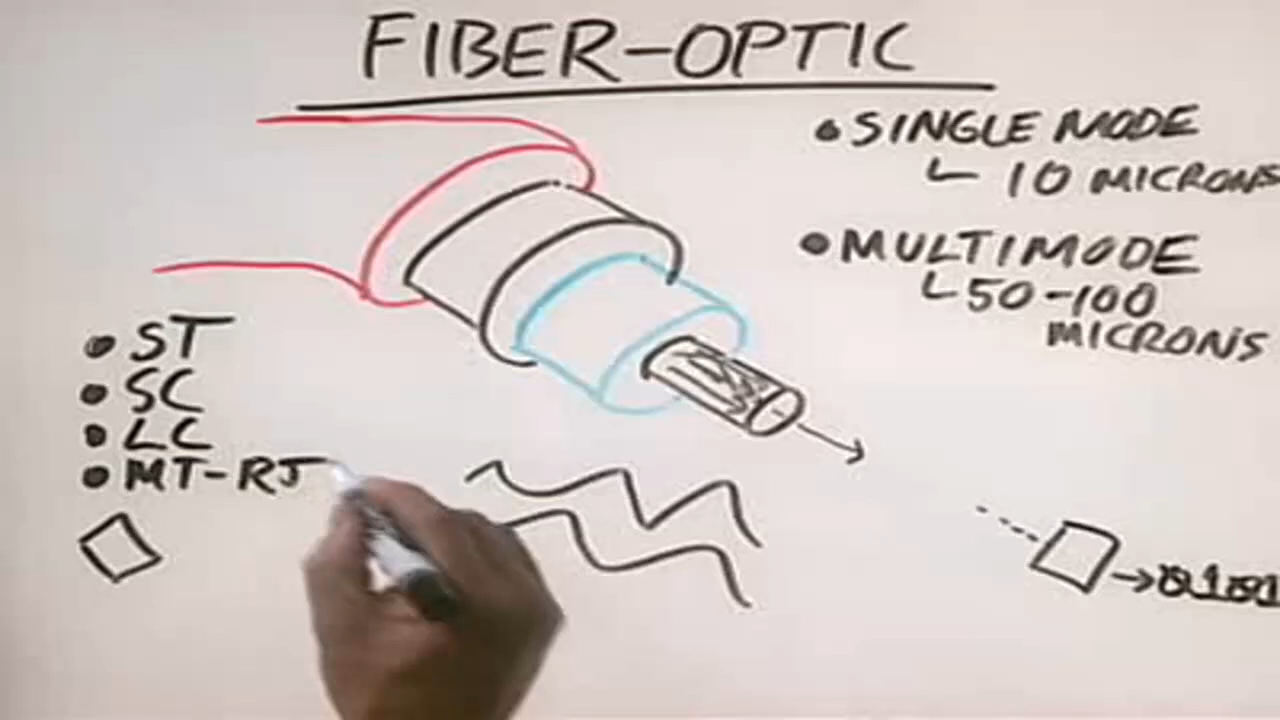 FIBER-OPTIC
• SINGLE MODE
└ 10 MICRONS
• MULTIMODE
└ 50-100
MICRONS
• ST
• SC
• LC
• MT-RJ